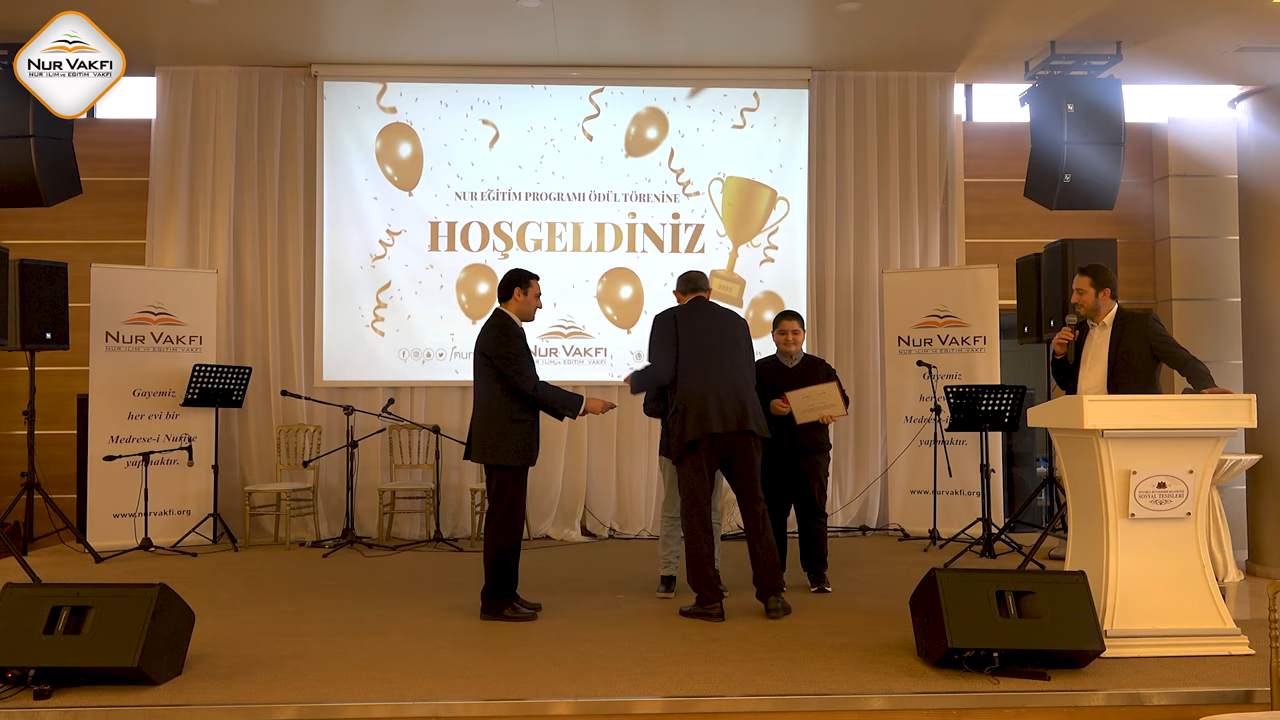 NUR VAKFI
NUR İLİM VE EĞİTİM VAKFI
NUR EĞİTİM PROGRAMI ÖDÜL TÖRENİNE
HOŞGELDİNİZ
2023
NUR VAKFI
NUR İLİM VE EĞİTİM VAKFI
NUR VAKFI
NUR İLİM VE EĞİTİM VAKFI
Gayemiz
her evi bir
Medrese-i Nuriye
yapmaktır.
www.nurvakfi.org
NUR VAKFI
NUR İLİM VE EĞİTİM VAKFI
Gayemiz
her
Medrese-i
yapmaktır.
www.nurvakfi.org
SOSYAL TESİSLERİ